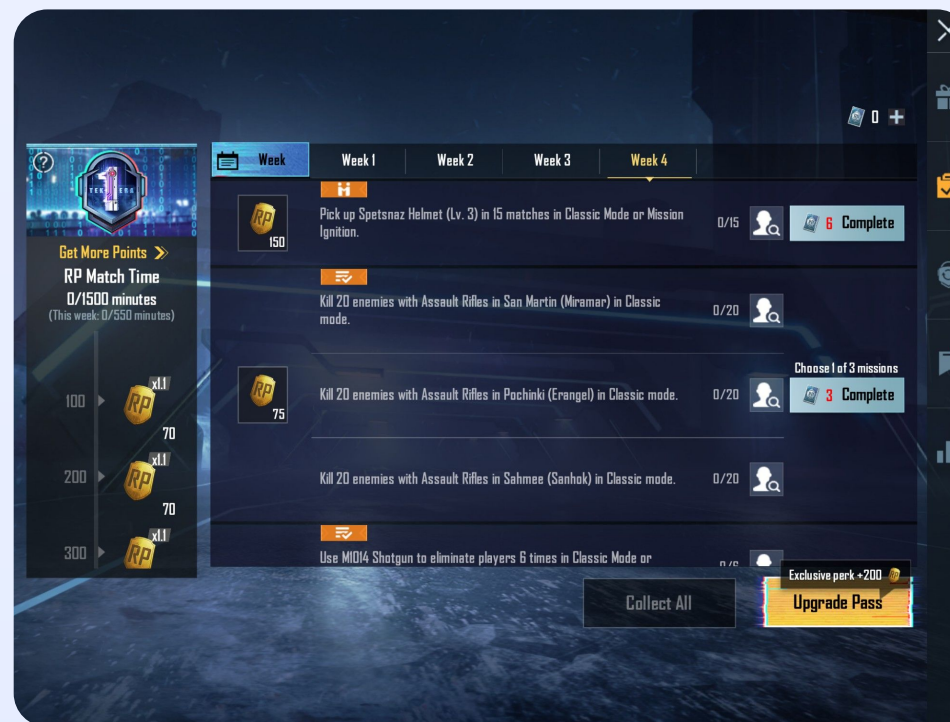 0 +
Week
Week 1
Week 2
Week 3
Week 4
?
1
Get More Points
RP Match Time
0/1500 minutes
(This week: 0/550 minutes)
100
x1.1
RP
70
200
x1.1
RP
70
300
x1.1
RP
RP
150
Pick up Spetsnaz Helmet (Lv. 3) in 15 matches in Classic Mode or Mission
Ignition.
0/15
6 Complete
Kill 20 enemies with Assault Rifles in San Martin (Miramar) in Classic
mode.
0/20
RP
75
Kill 20 enemies with Assault Rifles in Pochinki (Erangel) in Classic mode.
0/20
Choose 1 of 3 missions
3 Complete
Kill 20 enemies with Assault Rifles in Sahmee (Sanhok) in Classic mode.
0/20
Use M1014 Shotgun to eliminate players 6 times in Classic Mode or
0/6
Exclusive perk +200
Collect All
Upgrade Pass